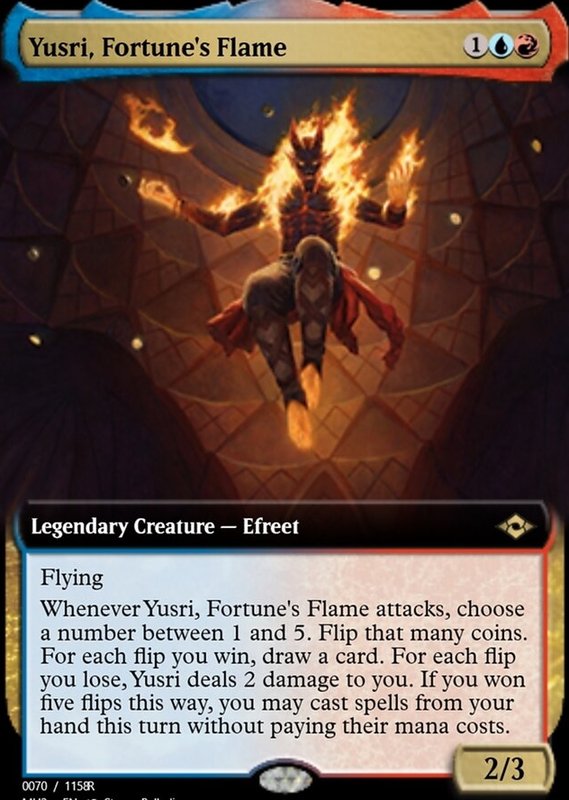 Yusri, Fortune's Flame
1
Legendary Creature — Efreet
Flying
Whenever Yusri, Fortune's Flame attacks, choose
a number between 1 and 5. Flip that many coins.
For each flip you win, draw a card. For each flip
you lose, Yusri deals 2 damage to you. If you won
five flips this way, you may cast spells from your
hand this turn without paying their mana costs.
2/3
0070 / 1158R